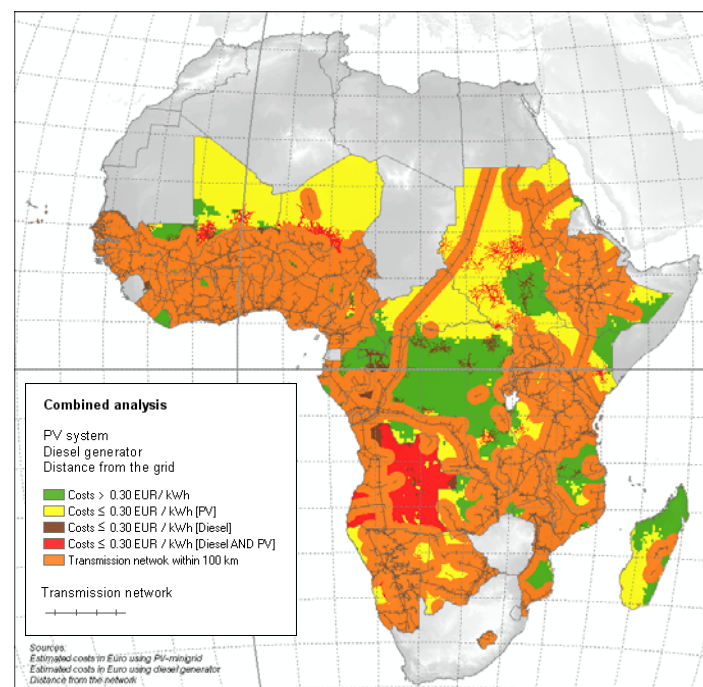 Combined analysis
PV system
Diesel generator
Distance from the grid
Costs > 0.30 EUR/ kWh
Costs ≤ 0.30 EUR / kWh [PV]
Costs ≤ 0.30 EUR / kWh [Diesel]
Costs ≤ 0.30 EUR / kWh [Diesel AND PV]
Transmission netwok within 100 km
Transmission network
Sources:
Estimated costs in Euro using PV-minigrid
Estimated costs in Euro using diesel generator
Distance from the network